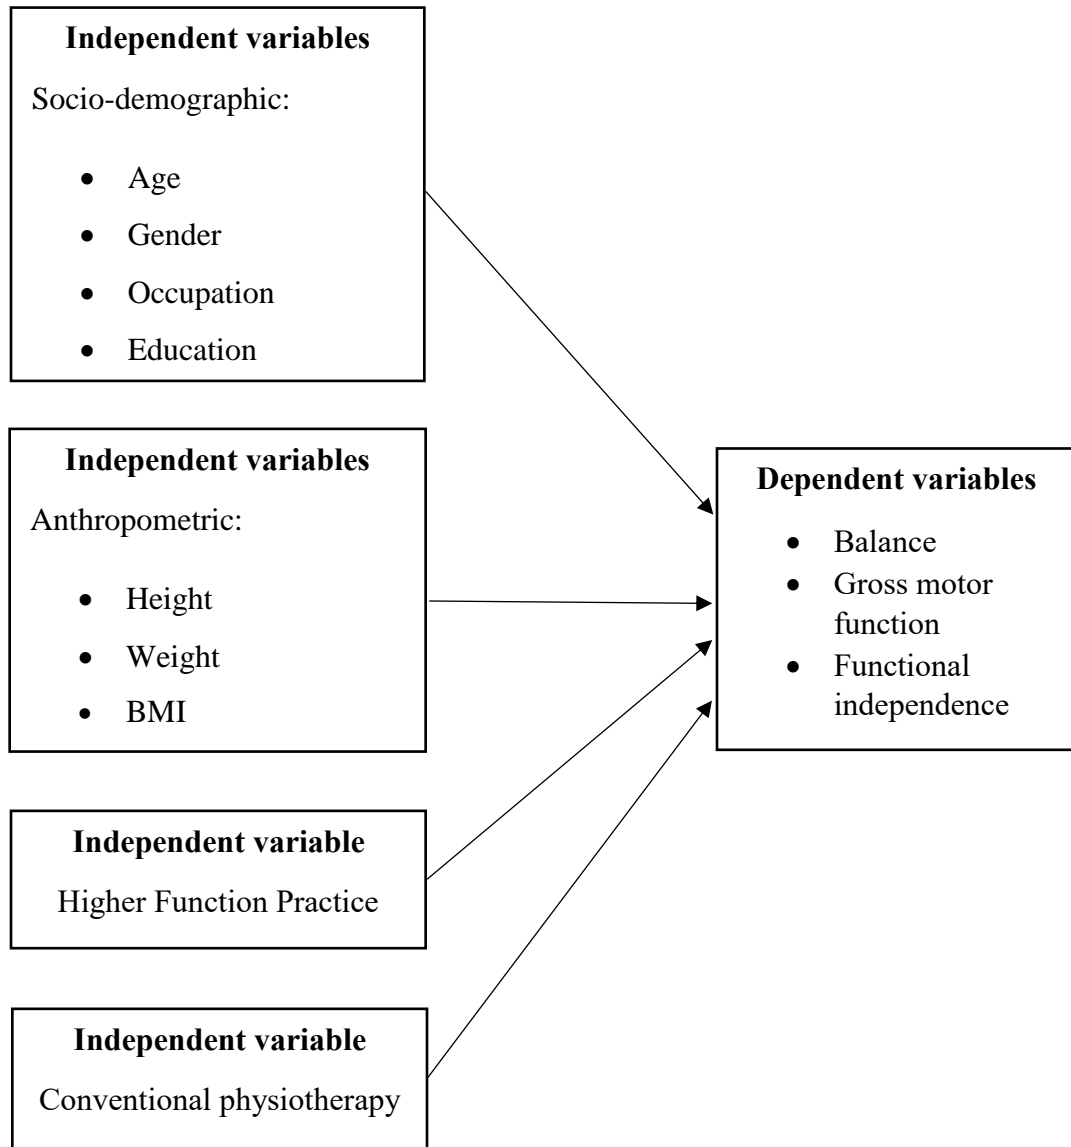 Independent variables
Socio-demographic:
• Age
• Gender
• Occupation
• Education
Independent variables
Anthropometric:
• Height
• Weight
• BMI
Independent variable
Higher Function Practice
Independent variable
Conventional physiotherapy
Dependent variables
• Balance
• Gross motor
function
• Functional
independence